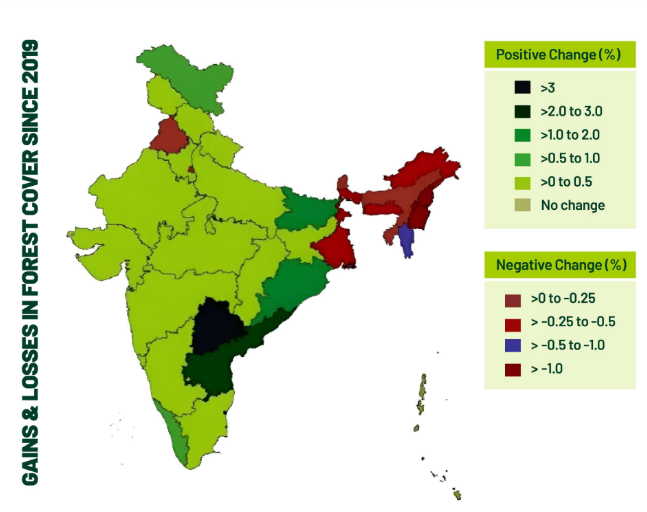 GAINS & LOSSES IN FOREST COVER SINCE 2019
Positive Change (%)
>3
>2.0 to 3.0
>1.0 to 2.0
>0.5 to 1.0
>0 to 0.5
No change
Negative Change (%)
>0 to -0.25
> -0.25 to -0.5
> -0.5 to -1.0
> -1.0